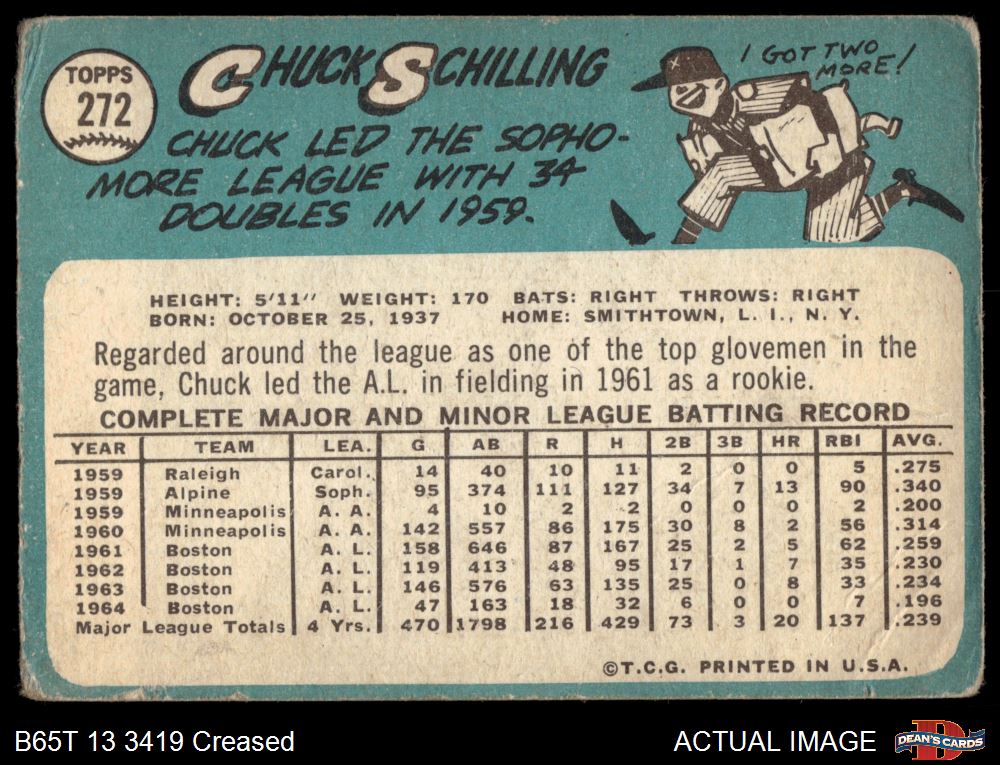 TOPPS
272
CHUCK SCHILLING
I GOT TWO
MORE!
CHUCK LED THE SOPHO-
MORE LEAGUE WITH 34
DOUBLES IN 1959.
HEIGHT: 5'11" WEIGHT: 170 BATS: RIGHT THROWS: RIGHT
BORN: OCTOBER 25, 1937 HOME: SMITHTOWN, L. I., N. Y.
Regarded around the league as one of the top glovemen in the
game, Chuck led the A.L. in fielding in 1961 as a rookie.
COMPLETE MAJOR AND MINOR LEAGUE BATTING RECORD
YEAR TEAM LEA. G AB R H 2B 3B HR RBI AVG.
1959 Raleigh Carol. 14 40 10 11 2 0 0 5 .275
1959 Alpine Soph. 95 374 111 127 34 7 13 90 .340
1959 Minneapolis A. A. 4 10 2 2 0 0 0 2 .200
1960 Minneapolis A. A. 142 557 86 175 30 8 2 56 .314
1961 Boston A. L. 158 646 87 167 25 2 5 62 .259
1962 Boston A. L. 119 413 48 95 17 1 7 35 .230
1963 Boston A. L. 146 576 63 135 25 0 8 33 .234
1964 Boston A. L. 47 163 18 32 6 0 0 7 .196
Major League Totals 4 Yrs. 470 1798 216 429 73 3 20 137 .239
©T.C.G. PRINTED IN U.S.A.
B65T 13 3419 Creased
ACTUAL IMAGE
D
DEAN'S CARDS